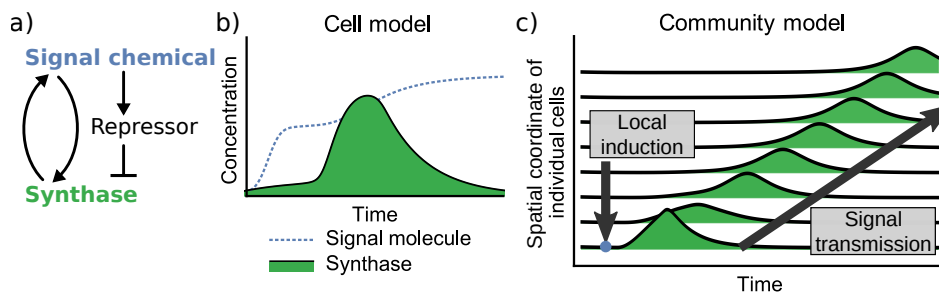 a)
Signal chemical
Repressor
Synthase
b)
Cell model
Concentration
Time
Signal molecule
Synthase
c)
Community model
Spatial coordinate of
individual cells
Local
induction
Signal
transmission
Time